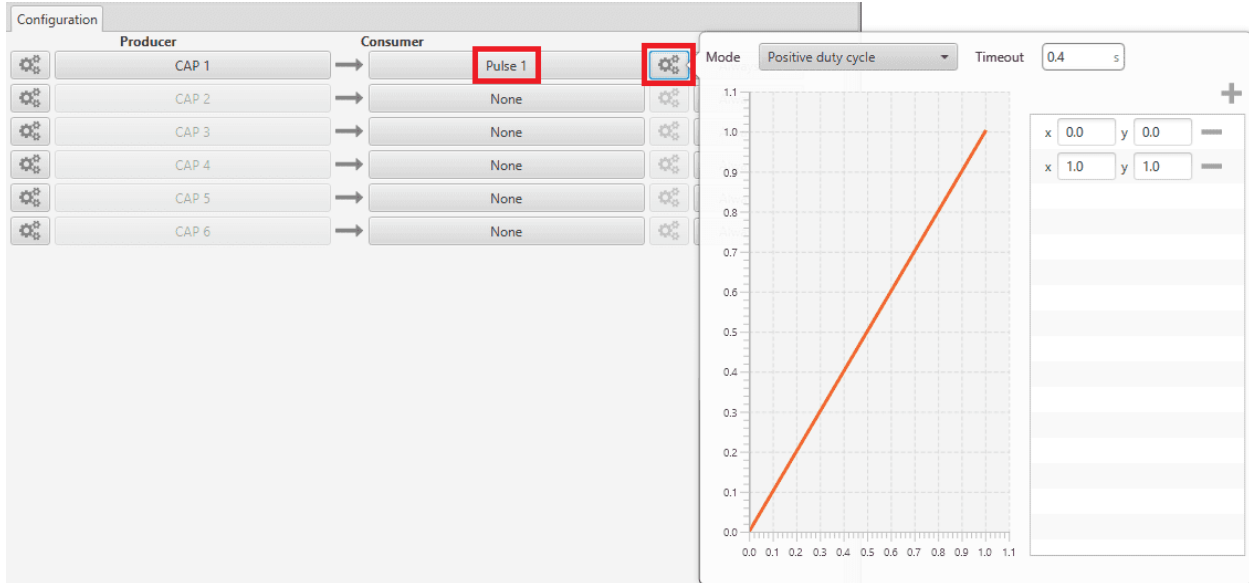 Configuration
Producer Consumer
CAP 1 Pulse 1
CAP 2 None
CAP 3 None
CAP 4 None
CAP 5 None
CAP 6 None
Mode Positive duty cycle Timeout 0.4 s
x 0.0 y 0.0
x 1.0 y 1.0
1.1
1.0
0.9
0.8
0.7
0.6
0.5
0.4
0.3
0.2
0.1
0.0
0.0 0.1 0.2 0.3 0.4 0.5 0.6 0.7 0.8 0.9 1.0 1.1